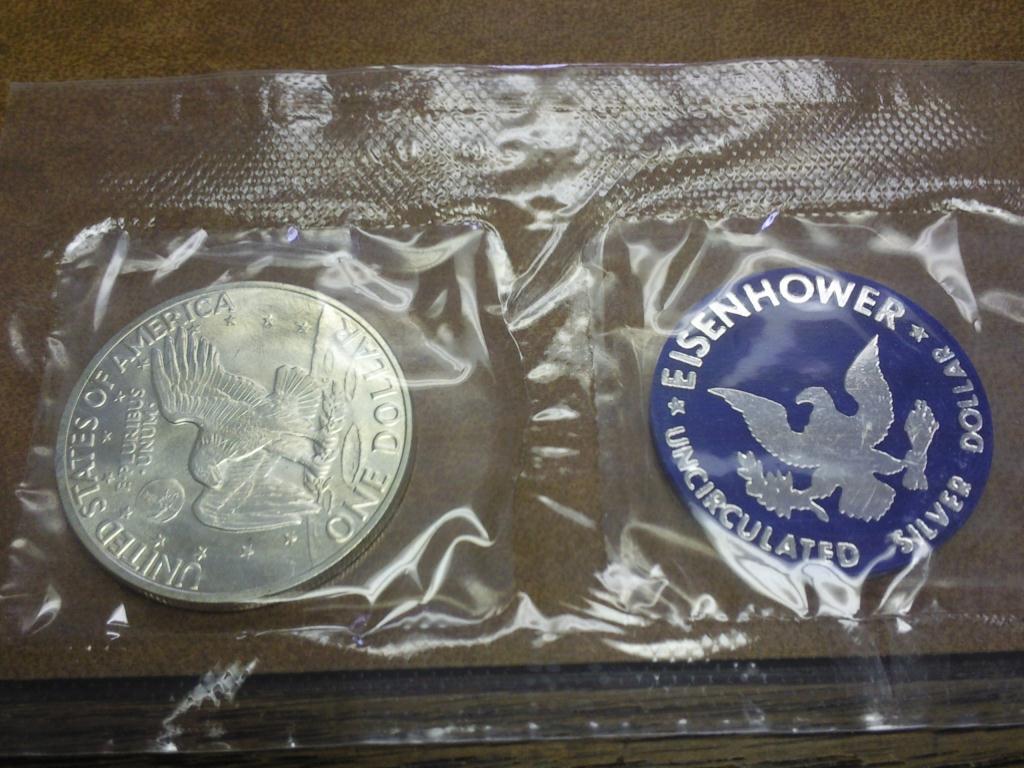 UNITED STATES OF AMERICA
E PLURIBUS
UNUM
ONE DOLLAR
EISENHOWER
UNCIRCULATED
SILVER DOLLAR